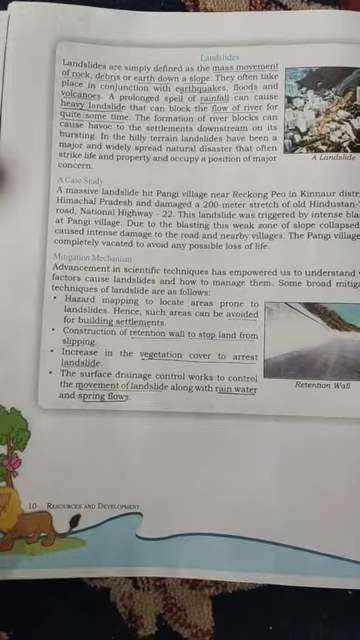 Landslides
Landslides are simply defined as the mass movement
of rock, debris or earth down a slope. They often take
place in conjunction with earthquakes, floods and
volcanoes. A prolonged spell of rainfall can cause
heavy landslide that can block the flow of river for
quite some time. The formation of river blocks can
cause havoc to the settlements downstream on its
bursting. In the hilly terrain landslides have been a
major and widely spread natural disaster that often
strike life and property and occupy a position of major
concern.
A Landslide
A Case Study
A massive landslide hit Pangi village near Reckong Peo in Kinnaur distr
Himachal Pradesh and damaged a 200-meter stretch of old Hindustan-
road, National Highway - 22. This landslide was triggered by intense bla
at Pangi village. Due to the blasting this weak zone of slope collapsed
caused intense damage to the road and nearby villages. The Pangi village
completely vacated to avoid any possible loss of life.
Mitigation Mechanism
Advancement in scientific techniques has empowered us to understand
factors cause landslides and how to manage them. Some broad mitig
techniques of landslide are as follows:
• Hazard mapping to locate areas prone to
landslides. Hence, such areas can be avoided
for building settlements.
• Construction of retention wall to stop land from
slipping.
• Increase in the vegetation cover to arrest
landslide.
• The surface drainage control works to control
the movement of landslide along with rain water
and spring flows.
Retention Wall
10 RESOURCES AND DEVELOPMENT